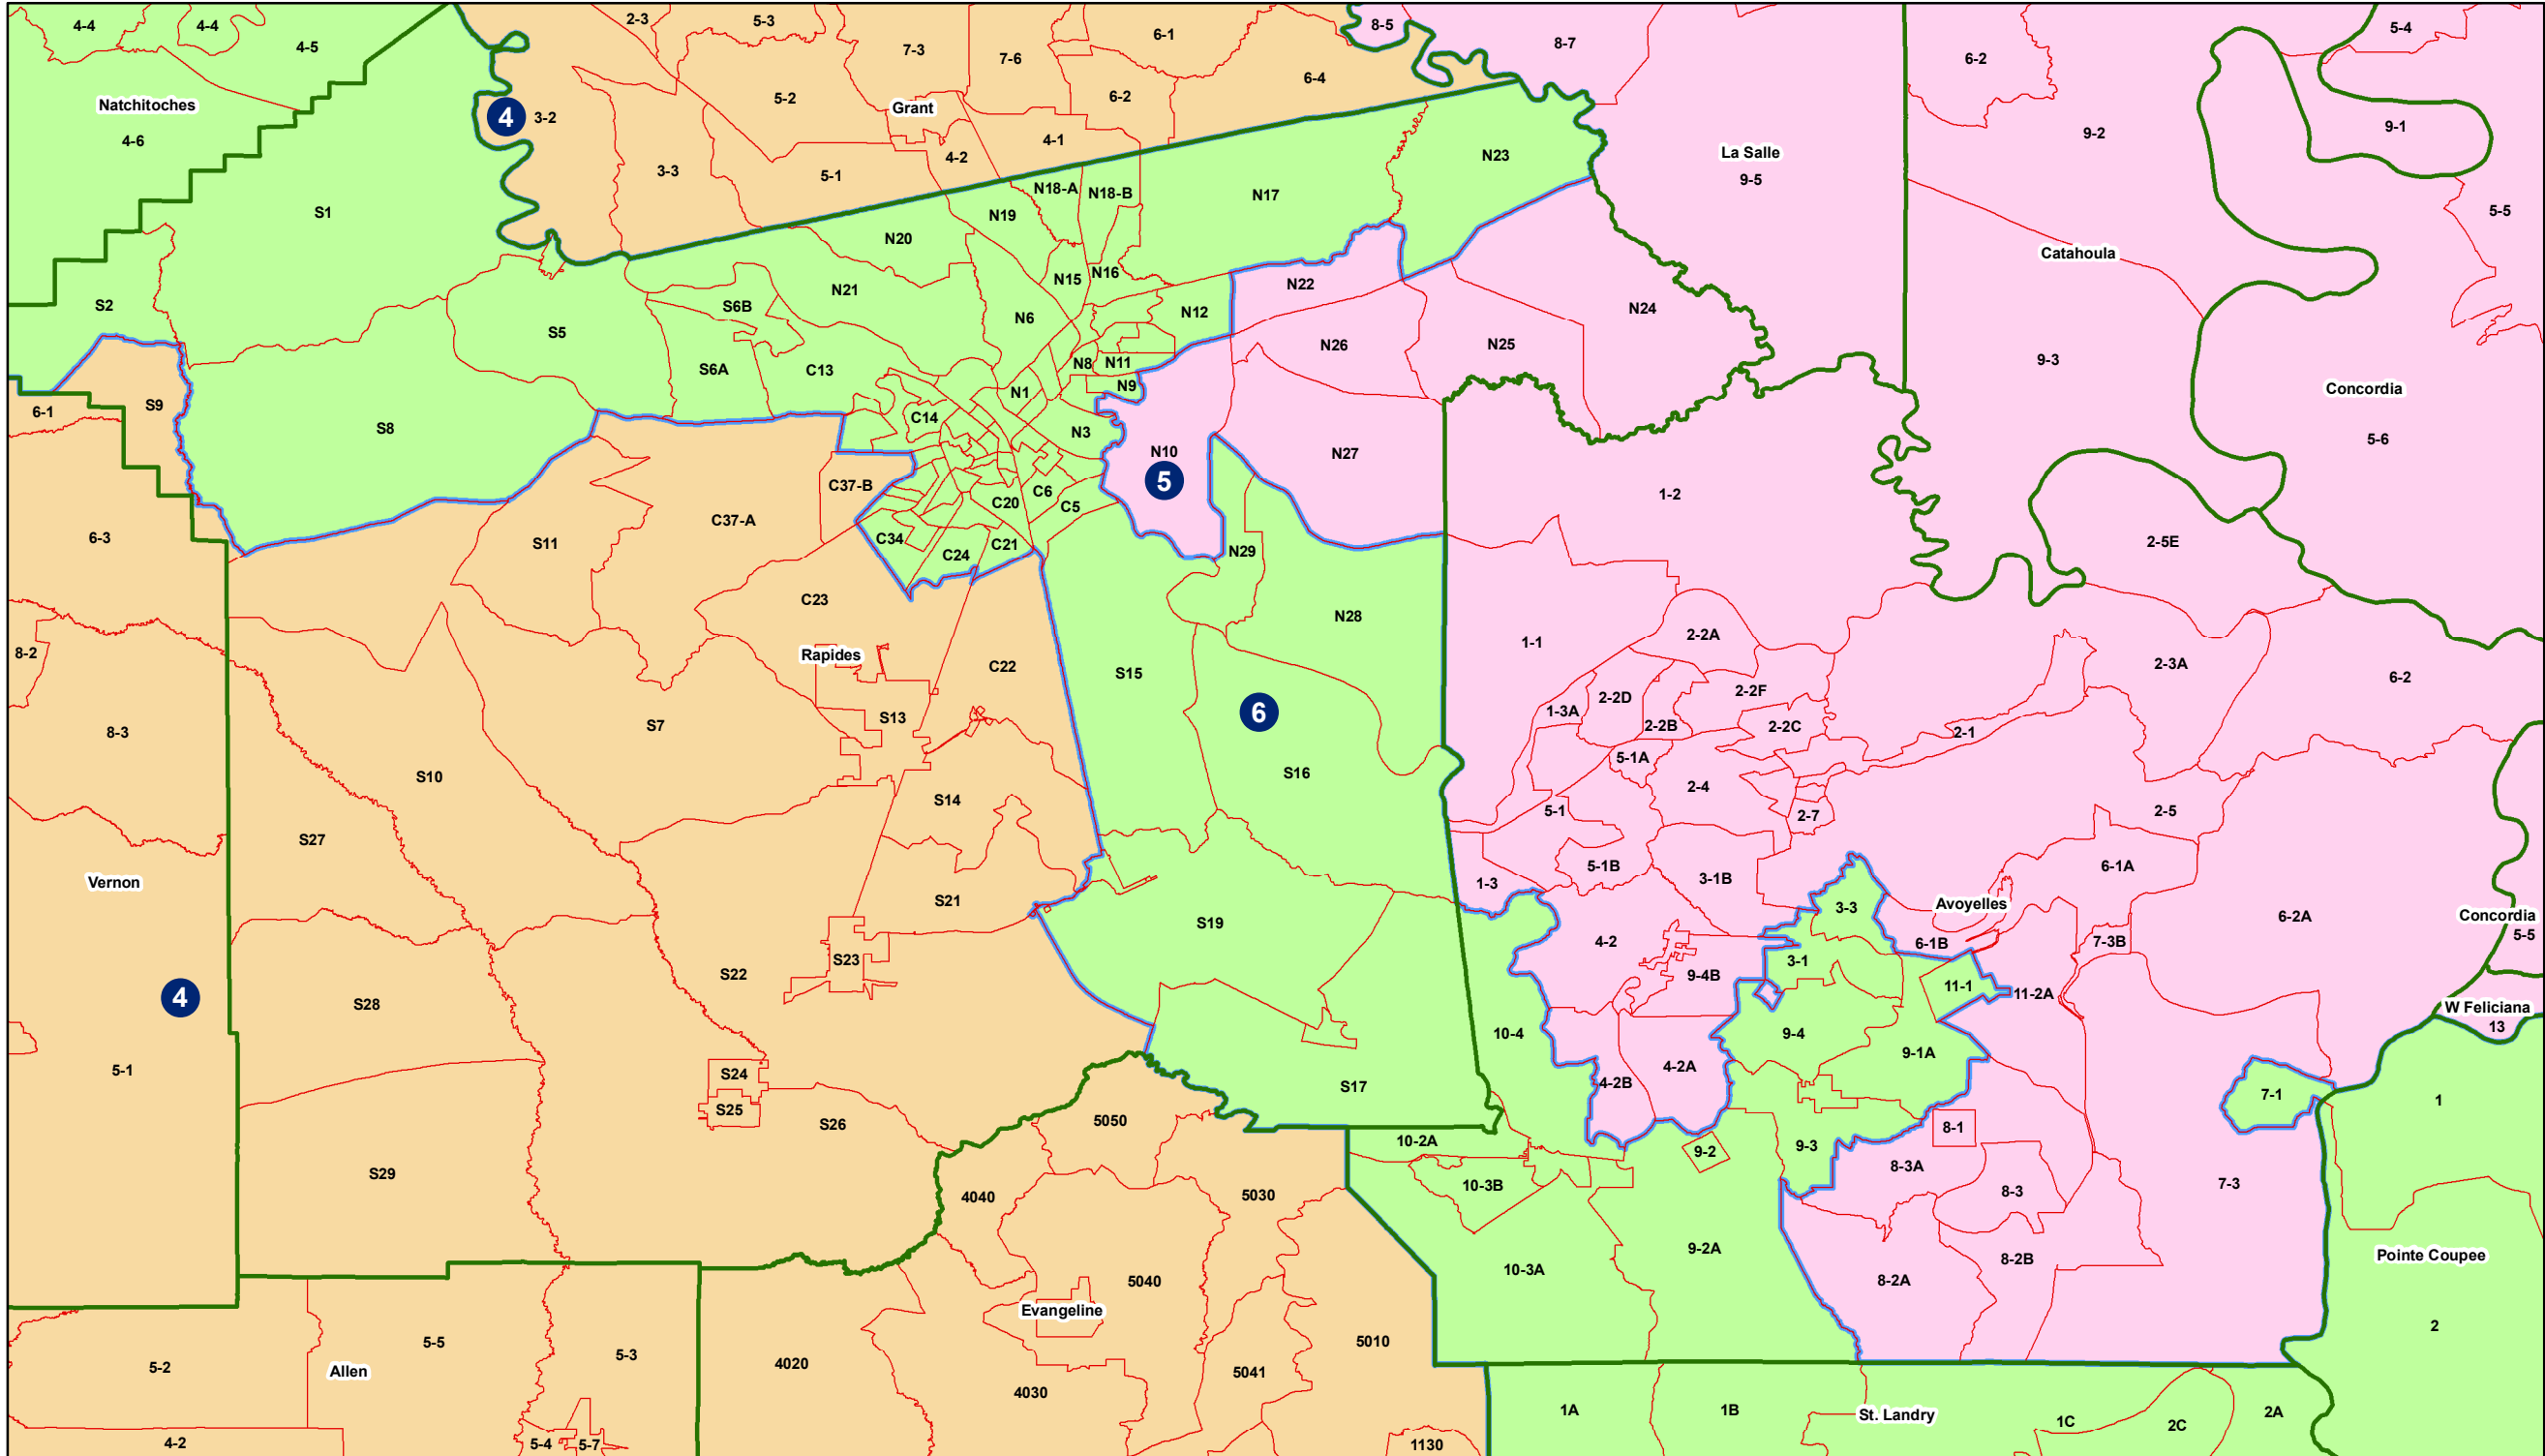 4-4
4-4
4-5
2-3
5-3
7-3
7-6
6-1
8-5
8-7
6-2
5-4
Natchitoches
4-6
4
3-2
5-2
Grant
6-2
6-4
4-1
4-2
3-3
5-1
9-2
9-1
La Salle
9-5
N23
5-5
S1
N18-A
N18-B
N17
N19
N20
Catahoula
S2
N21
N15
N16
N22
S6B
N12
N6
N24
S5
N26
N25
9-3
S6A
C13
N8
N11
N9
N1
Concordia
5-6
6-1
S9
S8
C14
N3
N10
5
N27
C37-B
C6
C20
C5
1-2
C37-A
6-3
S11
C34
C24
C21
N29
2-5E
C23
N28
1-1
2-2A
8-2
Rapides
C22
S15
2-3A
6-2
8-3
S7
S13
6
1-3A
2-2D
2-2F
2-2B
2-2C
2-1
S10
S16
5-1A
2-4
S14
5-1
2-7
2-5
S27
5-1B
6-1A
3-1B
1-3
Vernon
S21
S19
3-3
Avoyelles
6-2A
Concordia
5-5
4-2
6-1B
7-3B
S22
S23
9-4B
3-1
11-1
11-2A
4
S28
W Feliciana
13
10-4
9-4
9-1A
5-1
S24
S25
S17
4-2B
4-2A
7-1
1
S26
5050
10-2A
9-2
9-3
8-1
8-3A
S29
4040
5030
10-3B
8-3
7-3
9-2A
8-2B
Pointe Coupee
10-3A
8-2A
5040
Evangeline
2
5-5
5-3
5010
5-2
Allen
4020
4030
5041
1A
1B
St. Landry
1C
2C
2A
4-2
5-4
5-7
1130